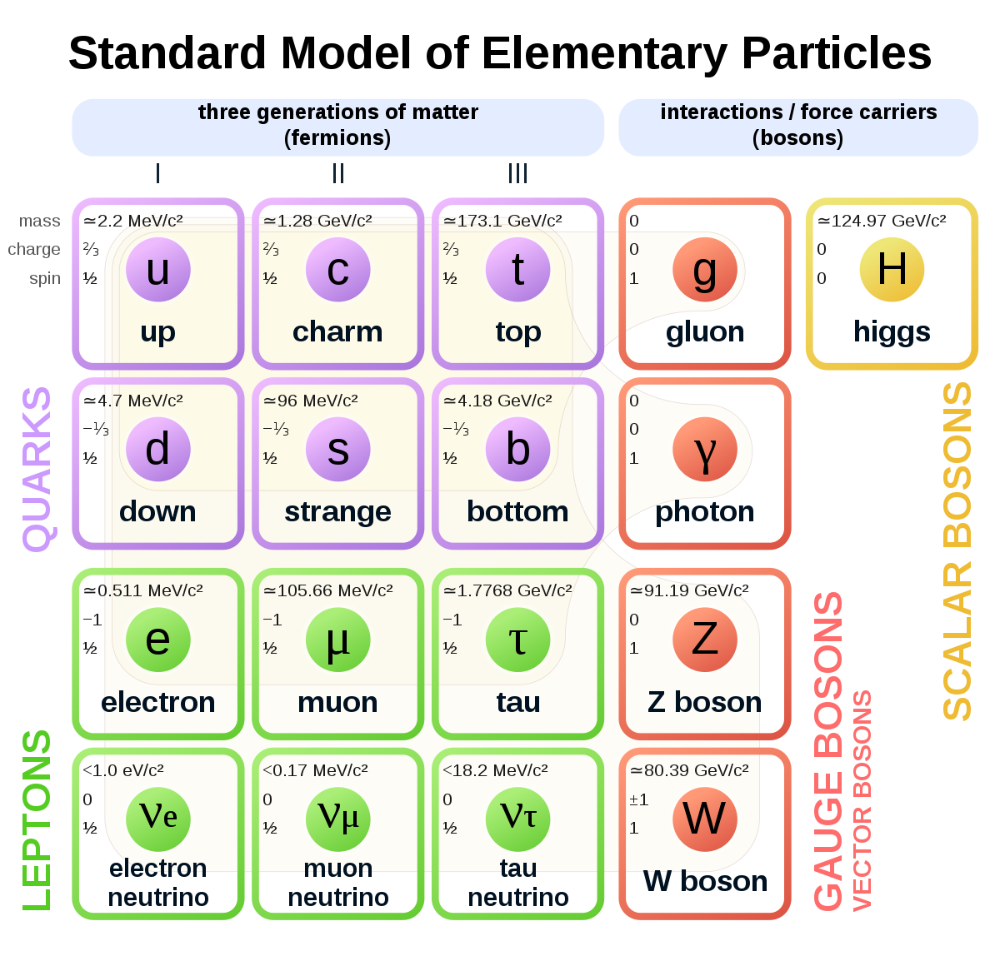 Standard Model of Elementary Particles
three generations of matter
(fermions)
interactions / force carriers
(bosons)
I
II
III
mass
charge
spin
≃2.2 MeV/c²
⅔
½
u
up
≃1.28 GeV/c²
⅔
½
c
charm
≃173.1 GeV/c²
⅔
½
t
top
0
0
1
g
gluon
≃124.97 GeV/c²
0
0
H
higgs
QUARKS
≃4.7 MeV/c²
−⅓
½
d
down
≃96 MeV/c²
−⅓
½
s
strange
≃4.18 GeV/c²
−⅓
½
b
bottom
0
0
1
γ
photon
SCALAR BOSONS
≃0.511 MeV/c²
−1
½
e
electron
≃105.66 MeV/c²
−1
½
μ
muon
≃1.7768 GeV/c²
−1
½
τ
tau
≃91.19 GeV/c²
0
1
Z
Z boson
GAUGE BOSONS
VECTOR BOSONS
LEPTONS
<1.0 eV/c²
0
½
νe
electron
neutrino
<0.17 MeV/c²
0
½
νμ
muon
neutrino
<18.2 MeV/c²
0
½
ντ
tau
neutrino
≃80.39 GeV/c²
±1
1
W
W boson